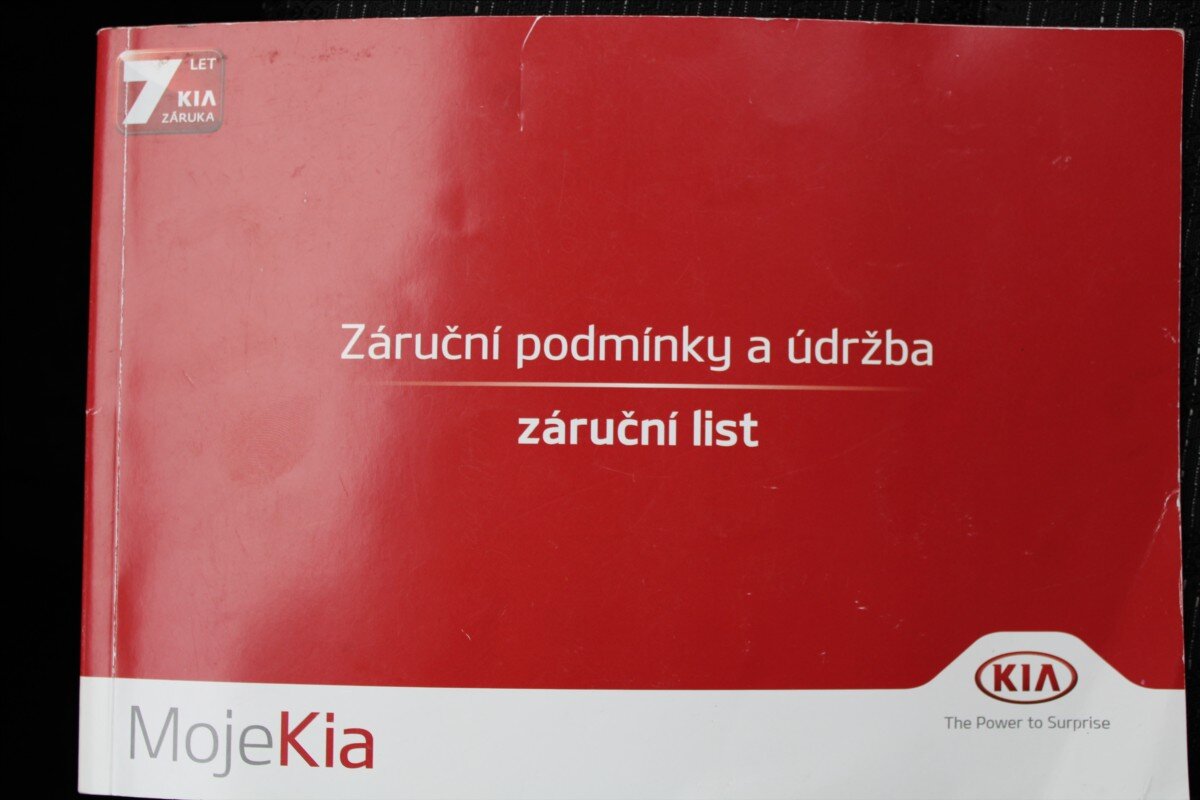 7 LET
KIA
ZÁRUKA
Záruční podmínky a údržba
záruční list
KIA
The Power to Surprise
MojeKia